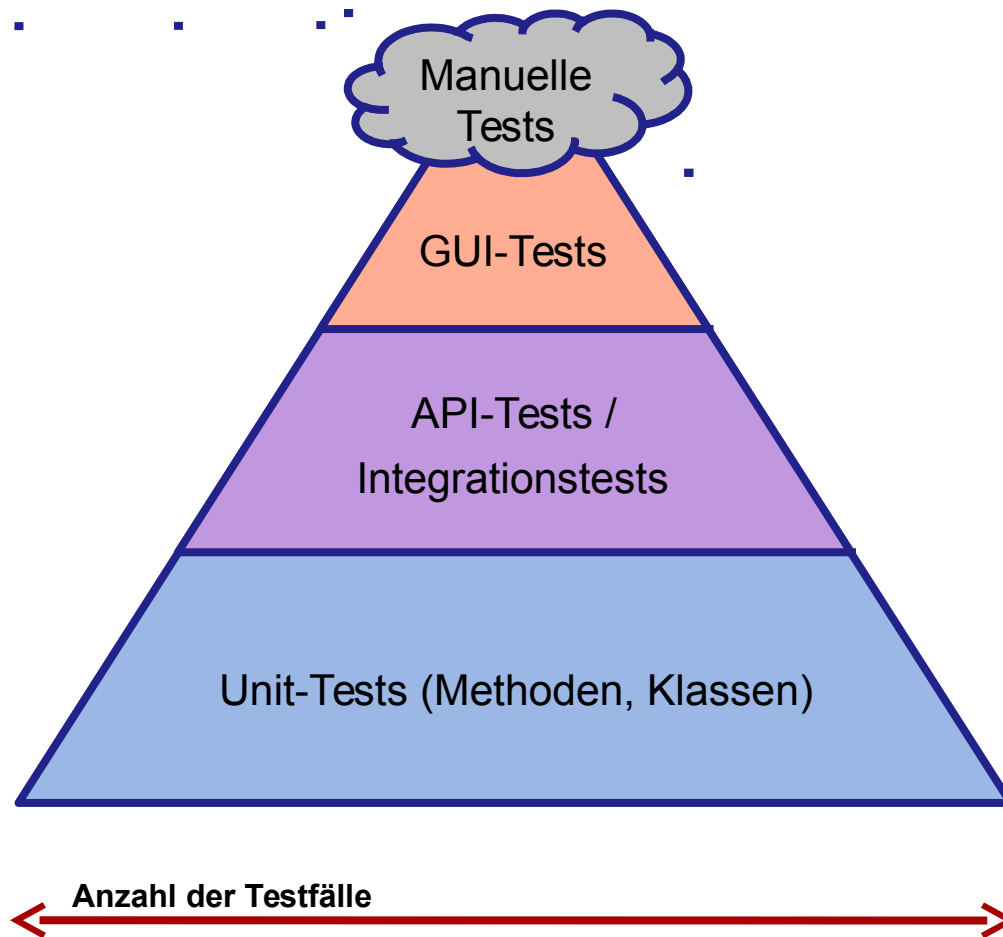 Manuelle
Tests
GUI-Tests
API-Tests /
Integrationstests
Unit-Tests (Methoden, Klassen)
Anzahl der Testfälle